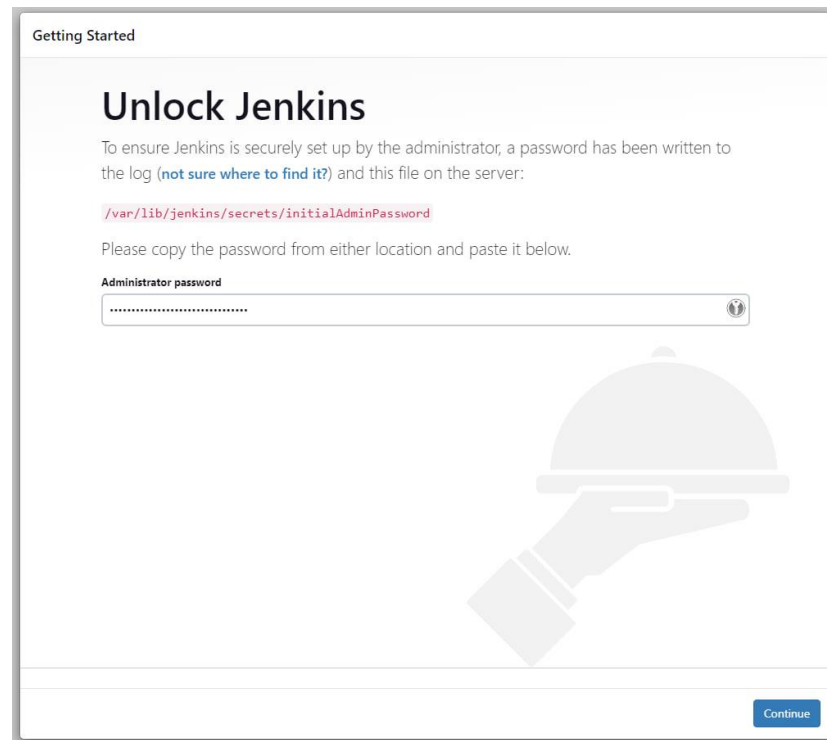 Getting Started
Unlock Jenkins
To ensure Jenkins is securely set up by the administrator, a password has been written to
the log (not sure where to find it?) and this file on the server:
/var/lib/jenkins/secrets/initialAdminPassword
Please copy the password from either location and paste it below.
Administrator password
Continue